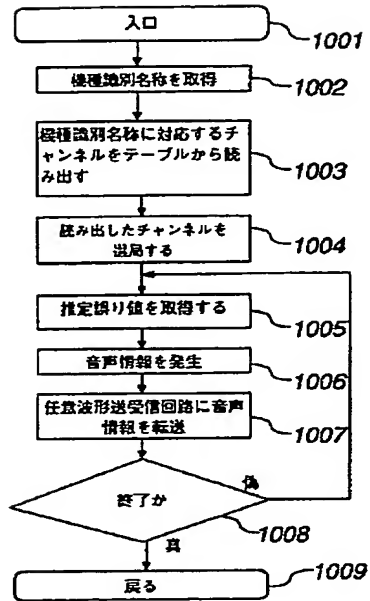 入口
1001
機種識別名称を取得
1002
機種識別名称に対応するチ
ャンネルをテーブルから読
み出す
1003
読み出したチャンネルを
選局する
1004
推定誤り値を取得する
1005
音声情報を発生
1006
任意波形送受信回路に音声
情報を転送
1007
終了か
偽
1008
真
戻る
1009